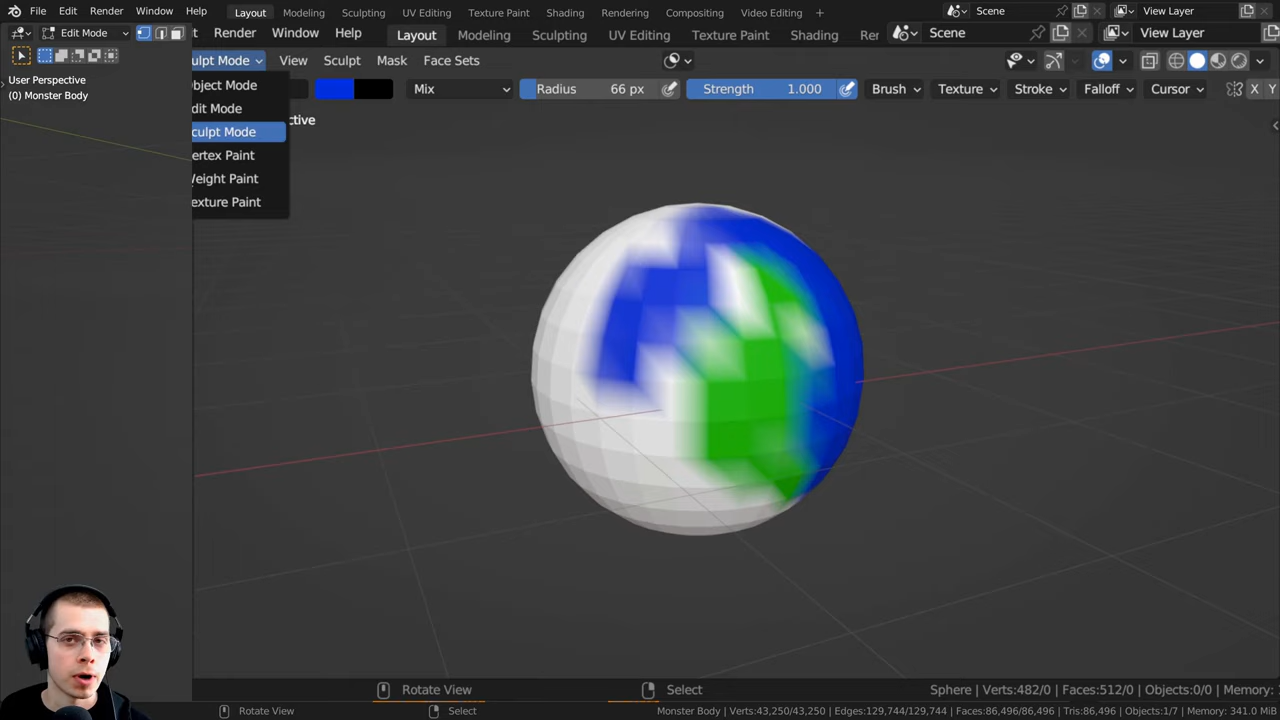 File Edit Render Window Help Layout Modeling Sculpting UV Editing Texture Paint Shading Rendering Compositing Video Editing + Scene View Layer
Edit Mode Render Window Help Layout Modeling Sculpting UV Editing Texture Paint Shading Re Scene View Layer
ulpt Mode View Sculpt Mask Face Sets
User Perspective
(0) Monster Body
bject Mode
Mix Radius 66 px Strength 1.000 Brush Texture Stroke Falloff Cursor X Y
dit Mode
ctive
culpt Mode
ertex Paint
Weight Paint
exture Paint
Rotate View Select Sphere | Verts:482/0 | Faces:512/0 | Objects:0/0 | Memory:
Rotate View Select Monster Body | Verts:43,250/43,250 | Edges:129,744/129,744 | Faces:86,496/86,496 | Tris:86,496 | Objects:1/7 | Memory: 341.0 MiB